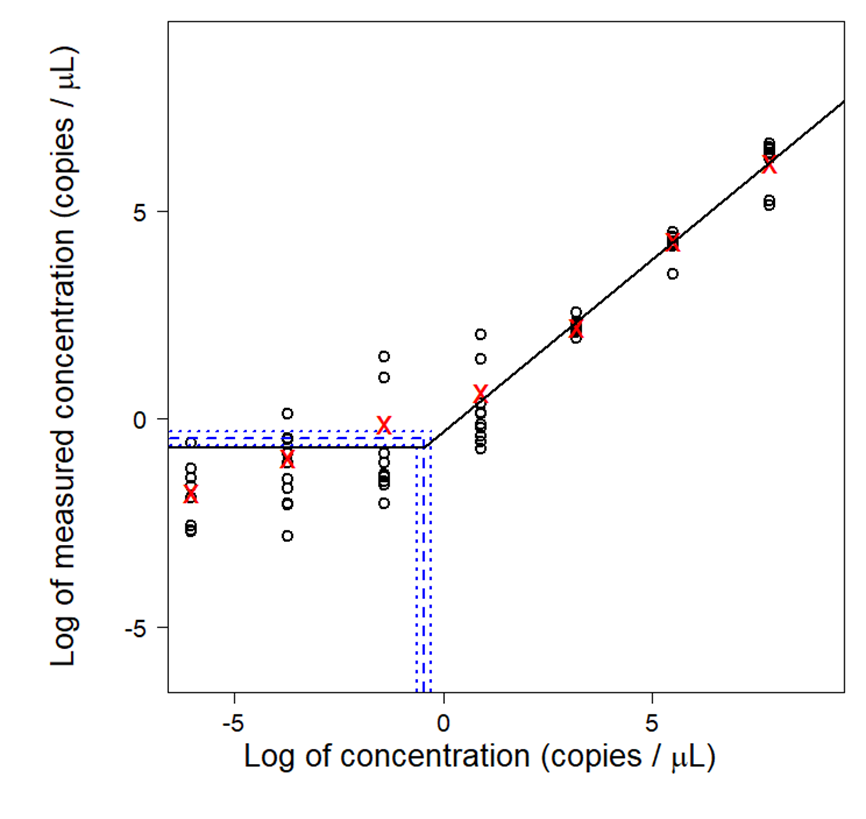 Log of measured concentration (copies / μL)
5
0
-5
-5 0 5
Log of concentration (copies / μL)